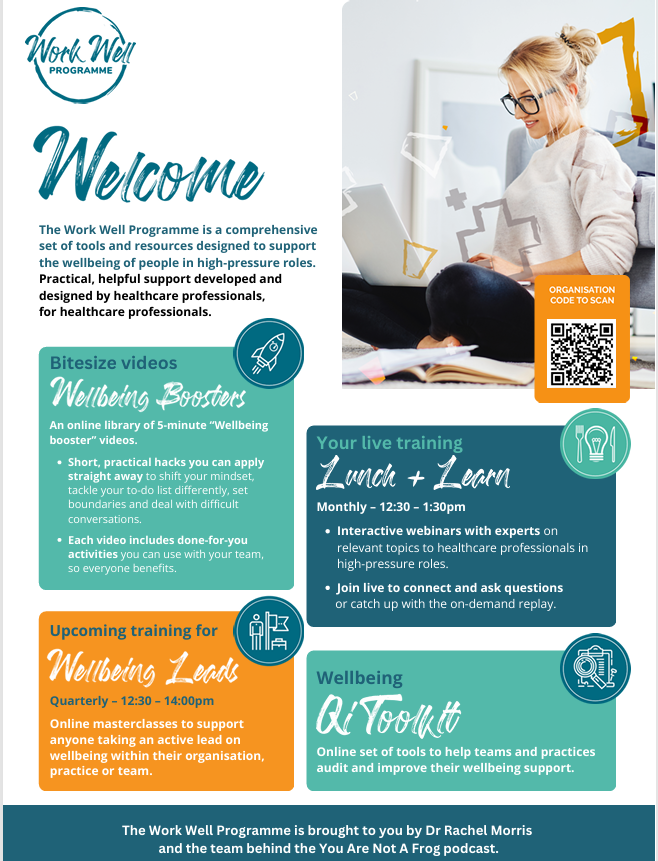 Work Well
PROGRAMME
Welcome
The Work Well Programme is a comprehensive
set of tools and resources designed to support
the wellbeing of people in high-pressure roles.
Practical, helpful support developed and
designed by healthcare professionals,
for healthcare professionals.
ORGANISATION
CODE TO SCAN
Bitesize videos
Wellbeing Boosters
An online library of 5-minute “Wellbeing
booster” videos.
• Short, practical hacks you can apply
straight away to shift your mindset,
tackle your to-do list differently, set
boundaries and deal with difficult
conversations.
• Each video includes done-for-you
activities you can use with your team,
so everyone benefits.
Your live training
Lunch + Learn
Monthly – 12:30 – 1:30pm
• Interactive webinars with experts on
relevant topics to healthcare professionals in
high-pressure roles.
• Join live to connect and ask questions
or catch up with the on-demand replay.
Upcoming training for
Wellbeing Leads
Quarterly – 12:30 – 14:00pm
Online masterclasses to support
anyone taking an active lead on
wellbeing within their organisation,
practice or team.
Wellbeing
Qi Toolkit
Online set of tools to help teams and practices
audit and improve their wellbeing support.
The Work Well Programme is brought to you by Dr Rachel Morris
and the team behind the You Are Not A Frog podcast.